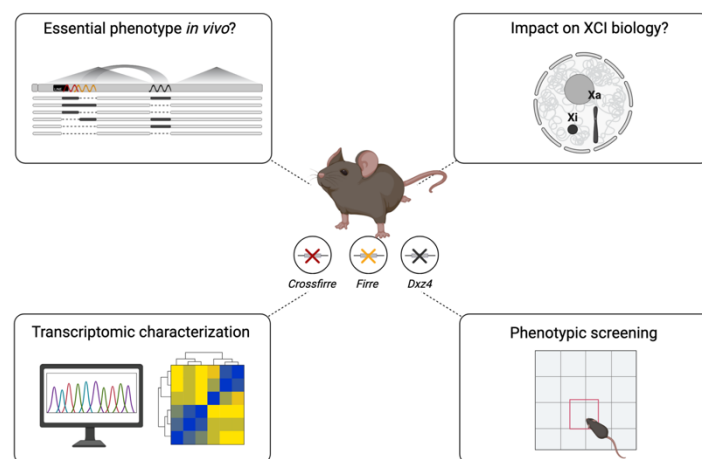 Essential phenotype in vivo?
Impact on XCI biology?
Xa
Xi
Crossfirre
Firre
Dxz4
Transcriptomic characterization
Phenotypic screening